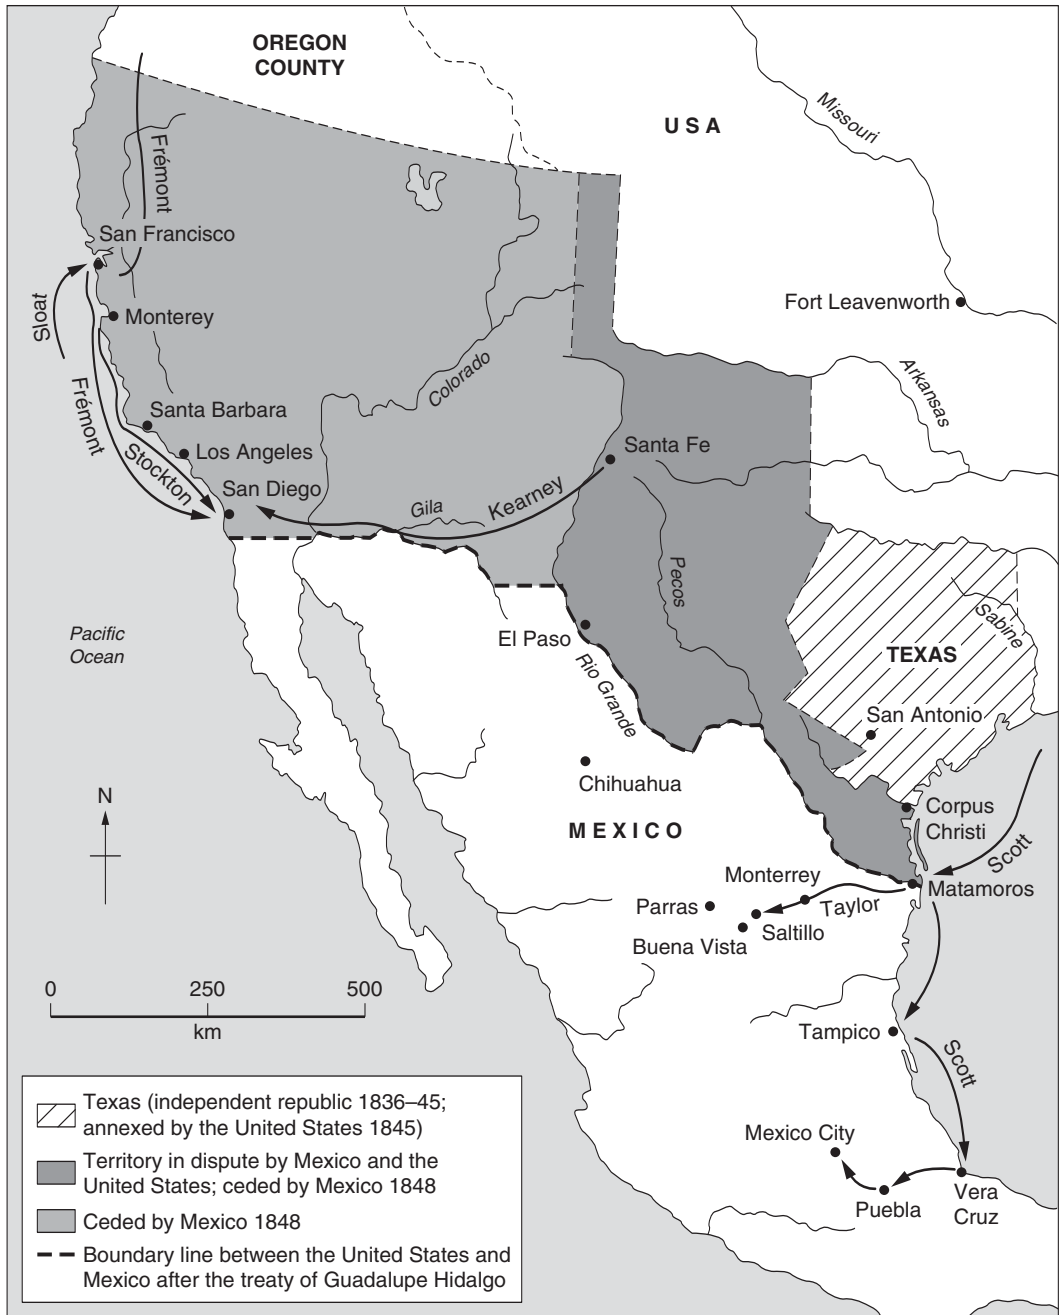 OREGON
COUNTY
USA
Missouri
Frémont
San Francisco
Sloat
Monterey
Fort Leavenworth
Colorado
Arkansas
Frémont
Santa Barbara
Los Angeles
Stockton
San Diego
Santa Fe
Gila
Kearney
Pecos
Sabine
Pacific
Ocean
El Paso
Rio Grande
TEXAS
San Antonio
Chihuahua
N
MEXICO
Corpus
Christi
Scott
Monterrey
Matamoros
Parras
Taylor
Saltillo
Buena Vista
0 250 500
km
Tampico
Scott
Mexico City
Puebla
Vera
Cruz
Texas (independent republic 1836–45;
annexed by the United States 1845)
Territory in dispute by Mexico and the
United States; ceded by Mexico 1848
Ceded by Mexico 1848
Boundary line between the United States and
Mexico after the treaty of Guadalupe Hidalgo